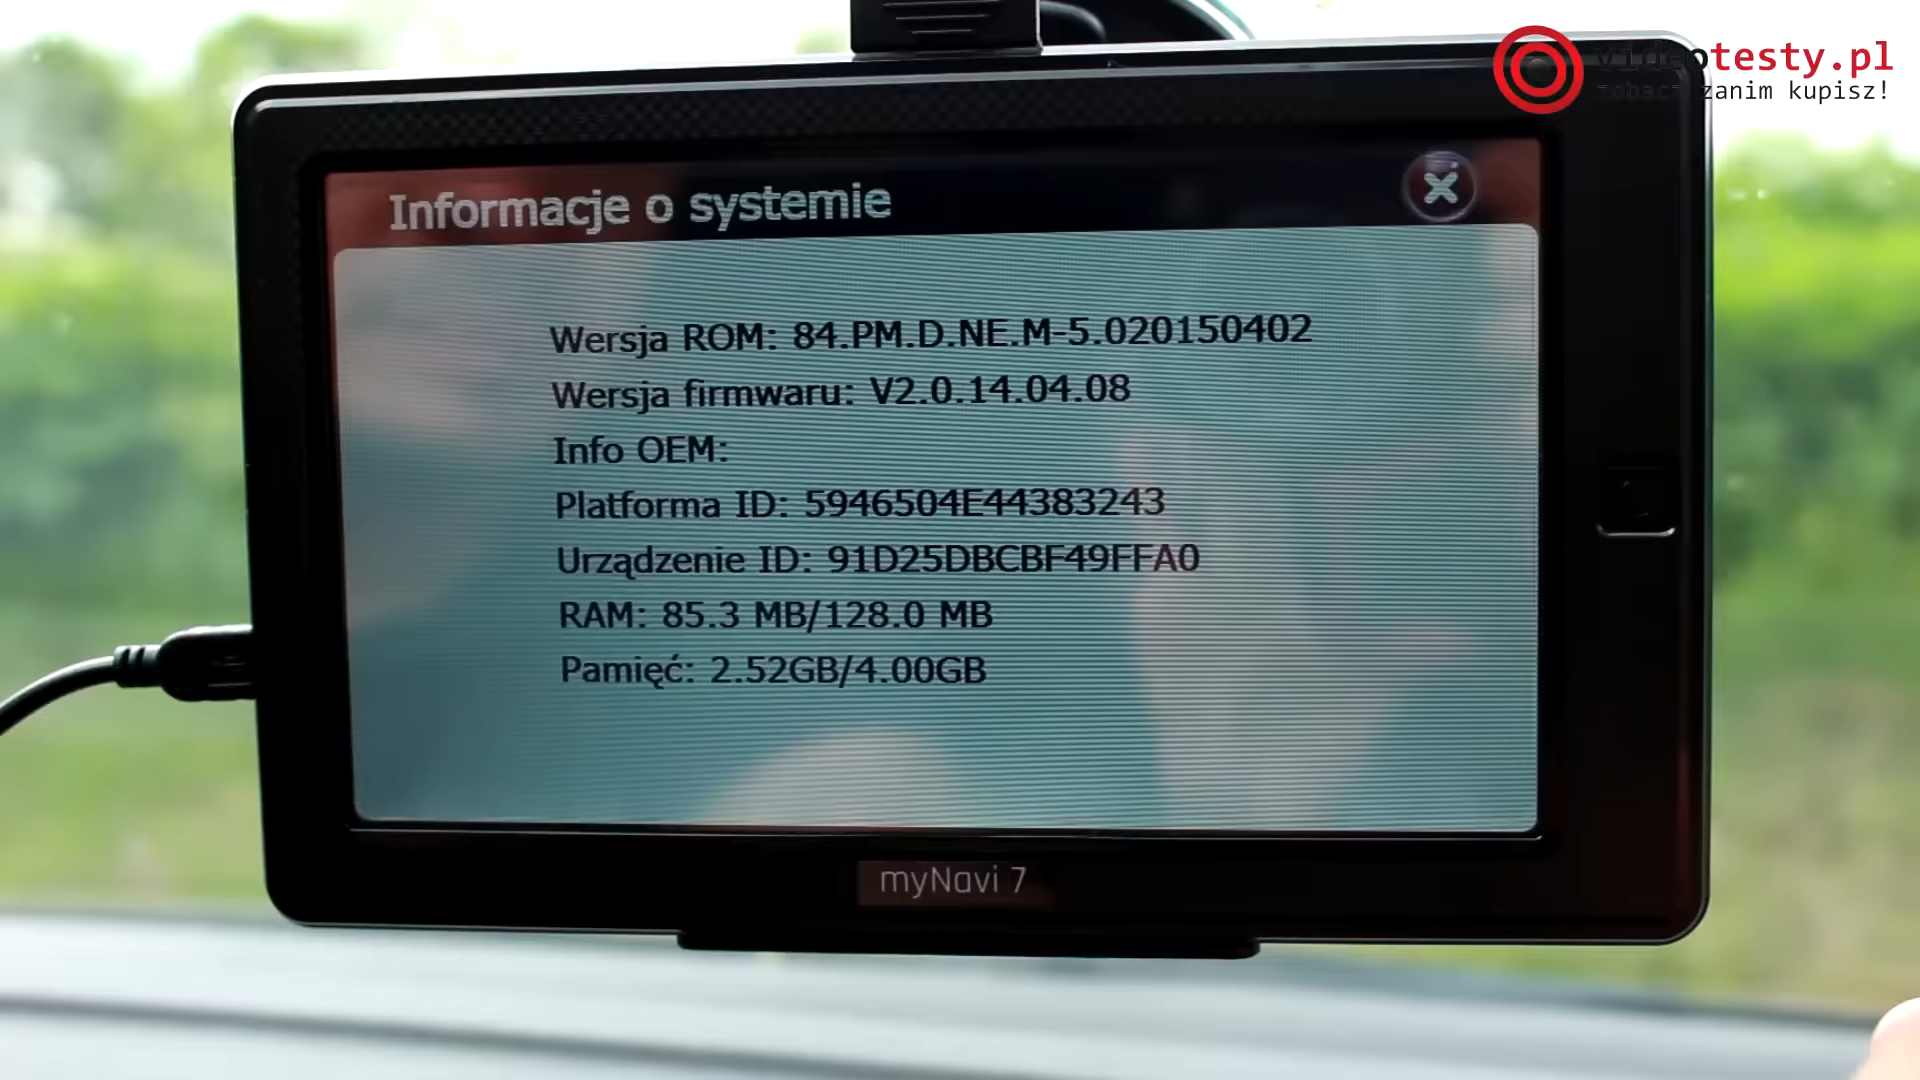 videotesty.pl
zobacz zanim kupisz!
Informacje o systemie
Wersja ROM: 84.PM.D.NE.M-5.020150402
Wersja firmwaru: V2.0.14.04.08
Info OEM:
Platforma ID: 5946504E44383243
Urządzenie ID: 91D25DBCBF49FFA0
RAM: 85.3 MB/128.0 MB
Pamięć: 2.52GB/4.00GB
myNavi 7